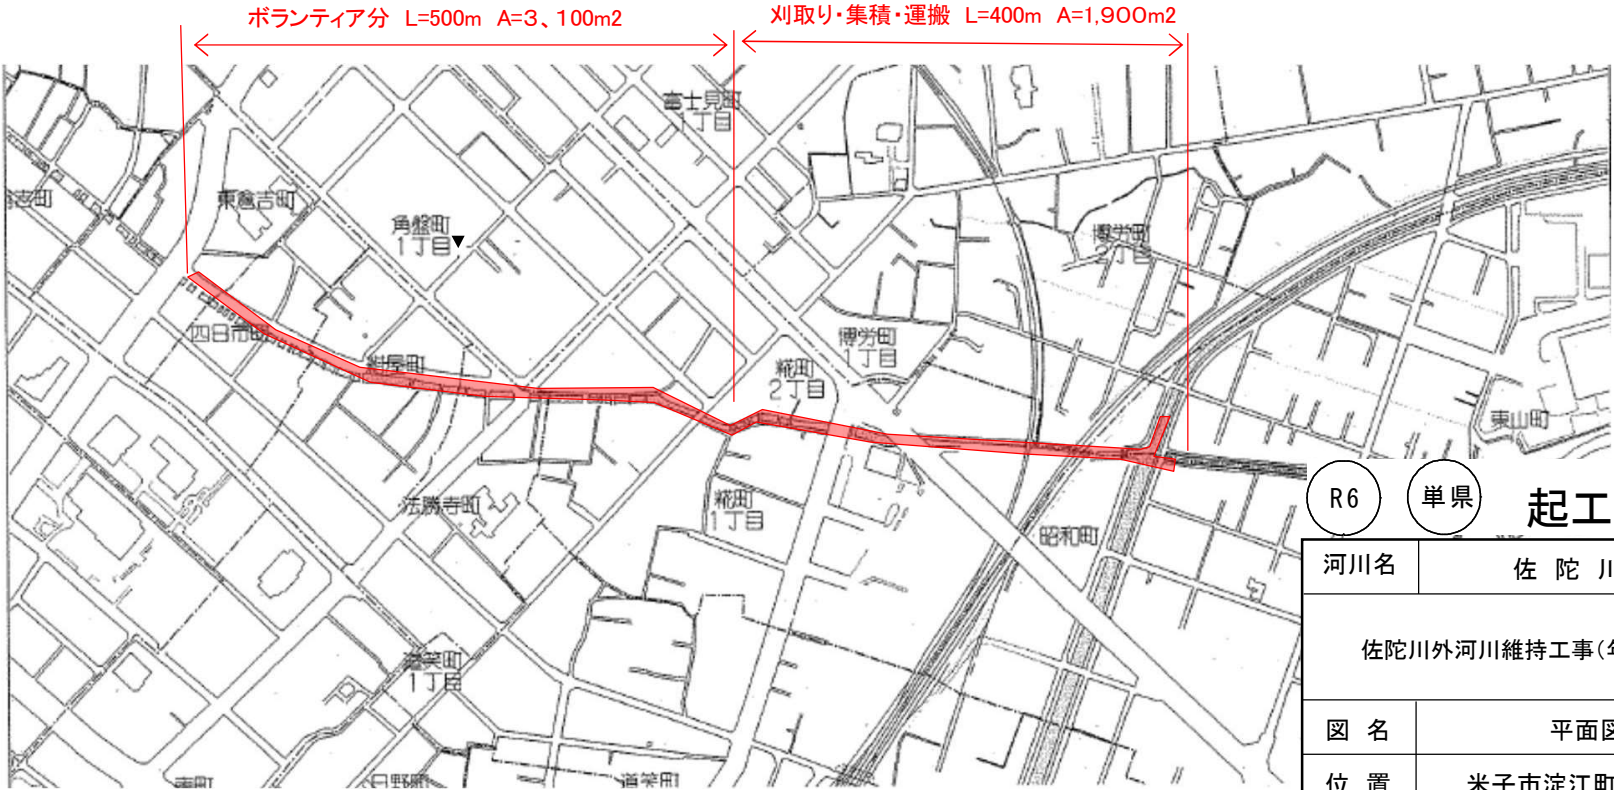 ボランティア分 L=500m A=3、100m2
刈取り・集積・運搬 L=400m A=1,900m2
富士見町
1丁目
東倉吉町
角盤町
1丁目
博労町
2丁目
四日市町
紺屋町
博労町
1丁目
糀町
2丁目
東山町
法勝寺町
糀町
1丁目
昭和町
道笑町
1丁目
日野町
道笑町
R6
単県
起工
河川名
佐陀川
佐陀川外河川維持工事(
図名
平面図
位置
米子市淀江町